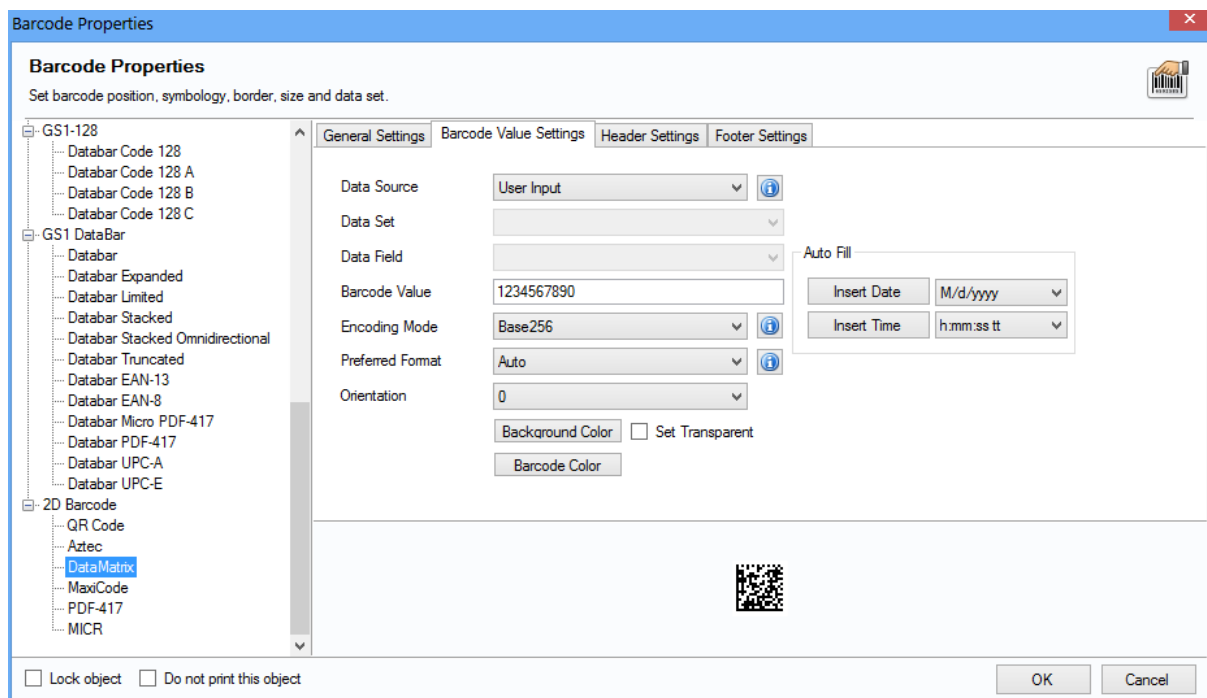 Barcode Properties
Barcode Properties
Set barcode position, symbology, border, size and data set.
GS1-128
Databar Code 128
Databar Code 128 A
Databar Code 128 B
Databar Code 128 C
GS1 DataBar
Databar
Databar Expanded
Databar Limited
Databar Stacked
Databar Stacked Omnidirectional
Databar Truncated
Databar EAN-13
Databar EAN-8
Databar Micro PDF-417
Databar PDF-417
Databar UPC-A
Databar UPC-E
2D Barcode
QR Code
Aztec
DataMatrix
MaxiCode
PDF-417
MICR
General Settings Barcode Value Settings Header Settings Footer Settings
Data Source User Input
Data Set
Data Field
Barcode Value 1234567890
Encoding Mode Base256
Preferred Format Auto
Orientation 0
Background Color Set Transparent
Barcode Color
Auto Fill
Insert Date M/d/yyyy
Insert Time h:mm:ss tt
Lock object Do not print this object
OK Cancel